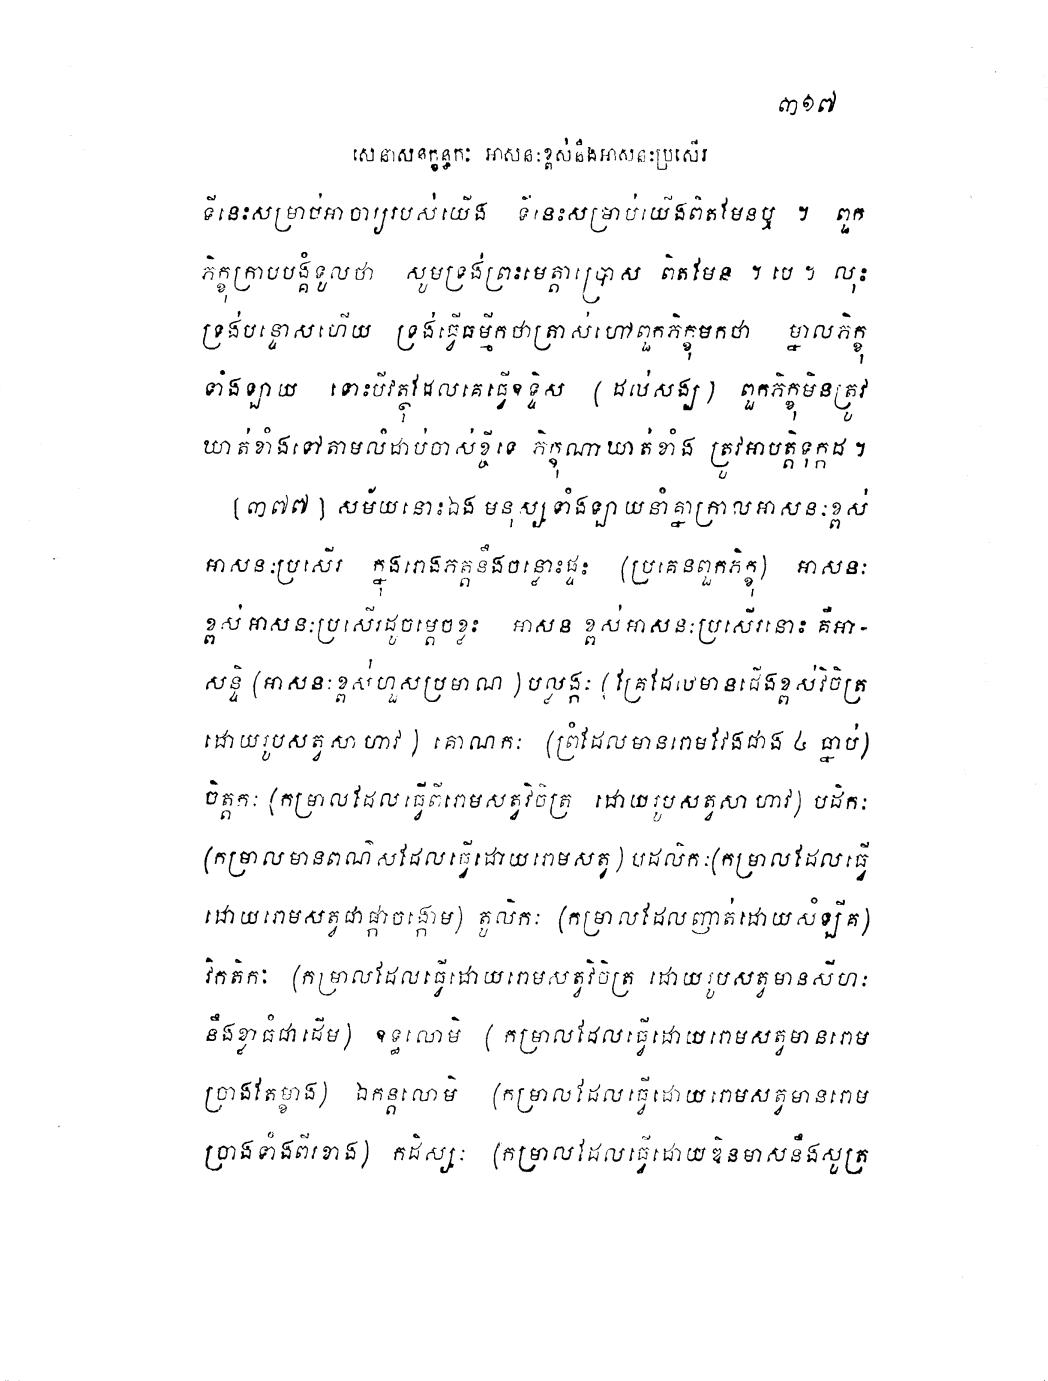 ៣១៧
សេនាសនក្ខន្ធកៈ អាសនៈខ្ពស់នឹងអាសនៈប្រសើរ
ទីនេះសម្រាប់អាចារ្យរបស់យើង ទីនេះសម្រាប់យើងពិតមែនឬ ។ ពួក
ភិក្ខុក្រាបបង្គំទូលថា សូមទ្រង់ព្រះមេត្តាប្រោស ពិតមែន ។ បេ ។ លុះ
ទ្រង់បន្ទោសហើយ ទ្រង់ធ្វើធម្មីកថាត្រាស់ហៅពួកភិក្ខុមកថា ម្នាលភិក្ខុ
ទាំងឡាយ ទោះបីវត្ថុដែលគេធ្វើឧទ្ទិស (ដល់សង្ឃ) ពួកភិក្ខុមិនត្រូវ
ឃាត់ខាំងទៅតាមលំដាប់ចាស់ខ្ចីទេ ភិក្ខុណាឃាត់ខាំង ត្រូវអាបត្តិទុក្កដ ។
[៣៧៧] សម័យនោះឯង មនុស្សទាំងឡាយនាំគ្នាក្រាលអាសនៈខ្ពស់
អាសនៈប្រសើរ ក្នុងរោងភត្តនឹងចន្លោះផ្ទះ (ប្រគេនពួកភិក្ខុ) អាសនៈ
ខ្ពស់អាសនៈប្រសើរដូចម្តេចខ្លះ អាសន ខ្ពស់អាសនៈប្រសើរនោះ គឺអា-
សន្ទិ (អាសនៈខ្ពស់ហួសប្រមាណ) បល្លង្កៈ (គ្រែដែលមានជើងខ្ពស់វិចិត្រ
ដោយរូបសត្វសាហាវ) គោណកៈ (ព្រំដែលមានរោមវែងជាង ៤ ធ្នាប់)
ចិត្តកៈ (កម្រាលដែលធ្វើពីរោមសត្វវិចិត្រ ដោយរូបសត្វសាហាវ) បដិកៈ
(កម្រាលមានពណ៌សដែលធ្វើដោយរោមសត្វ) បដលិកៈ (កម្រាលដែលធ្វើ
ដោយរោមសត្វជាផ្កាចង្កោម) តូលិកៈ (កម្រាលដែលញាត់ដោយសំឡី)
វិកតិកៈ (កម្រាលដែលធ្វើដោយរោមសត្វវិចិត្រ ដោយរូបសត្វមានសីហៈ
នឹងខ្លាធំជាដើម) ឧទ្ធលោមិ (កម្រាលដែលធ្វើដោយរោមសត្វមានរោម
ច្រាងតែម្ខាង) ឯកន្តលោមិ (កម្រាលដែលធ្វើដោយរោមសត្វមានរោម
ច្រាងទាំងពីរខាង) កដិស្សៈ (កម្រាលដែលធ្វើដោយឌិនមាសនឹងសូត្រ